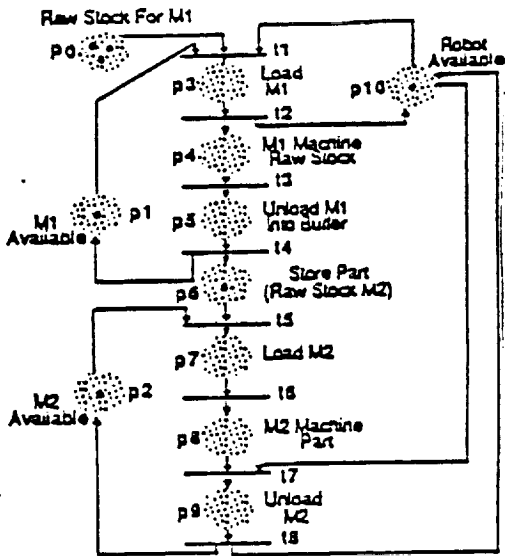 Raw Stock For M1
p0
t1
Robot
Available
p3
Load
M1
p10
t2
p4
M1 Machine
Raw Stock
t3
p1
M1
Available
p5
Unload M1
Into Buffer
t4
p6
Store Part
(Raw Stock M2)
t5
p7
Load M2
p2
M2
Available
t6
p8
M2 Machine
Part
t7
p9
Unload
M2
t8